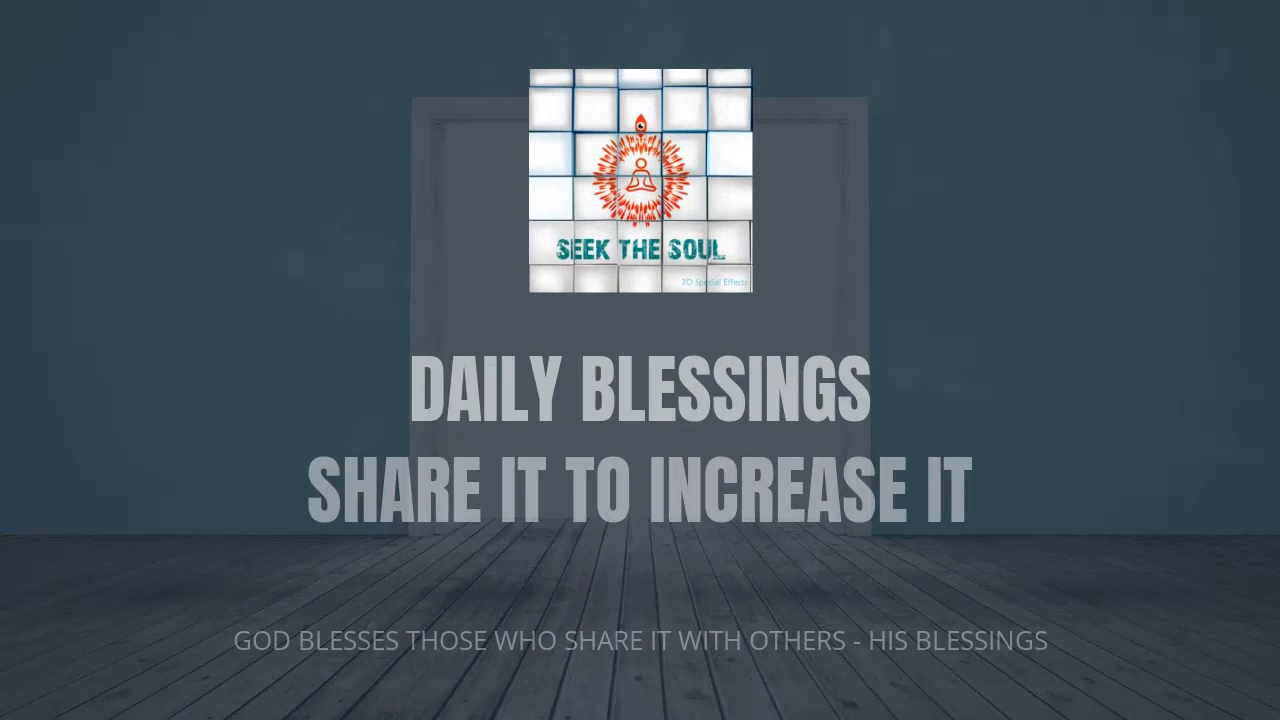 SEEK THE SOUL
3D Special Effects
DAILY BLESSINGS
SHARE IT TO INCREASE IT
GOD BLESSES THOSE WHO SHARE IT WITH OTHERS - HIS BLESSINGS